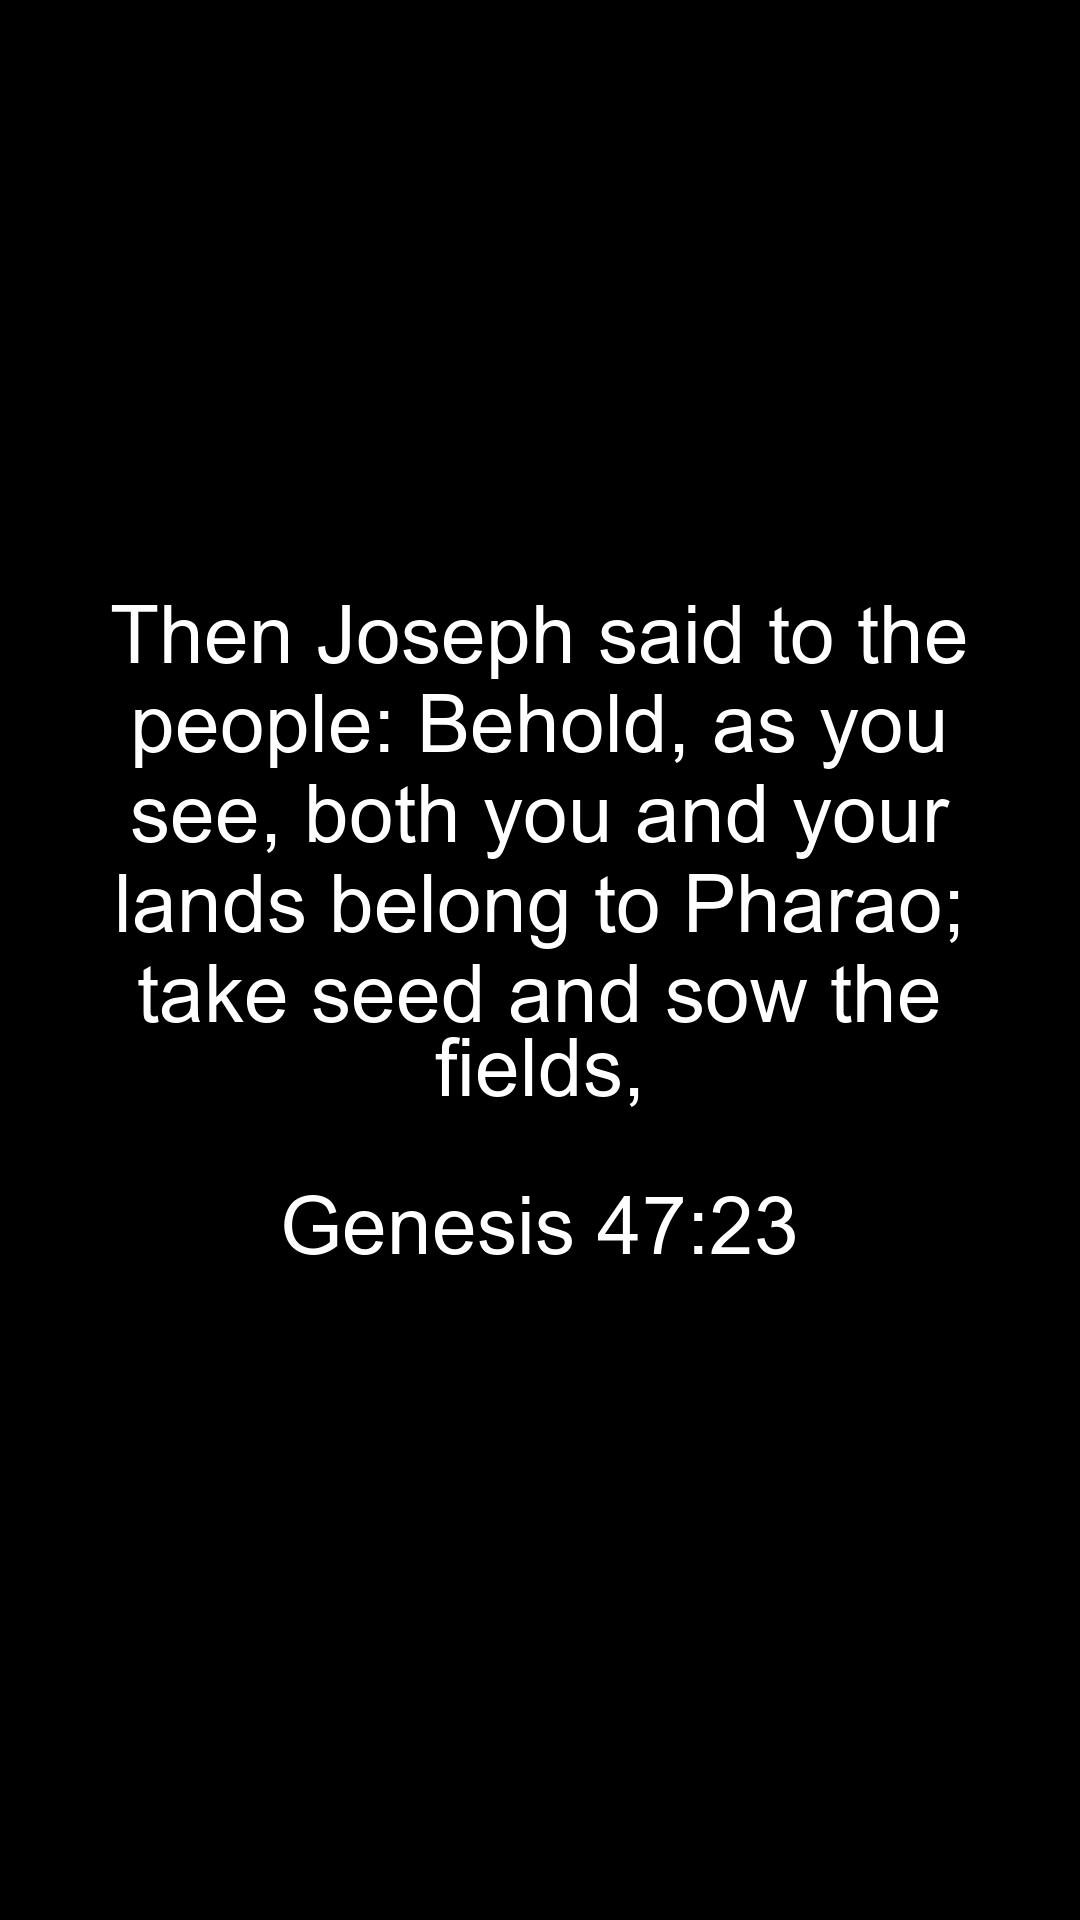 Then Joseph said to the
people: Behold, as you
see, both you and your
lands belong to Pharao;
take seed and sow the
fields,
Genesis 47:23